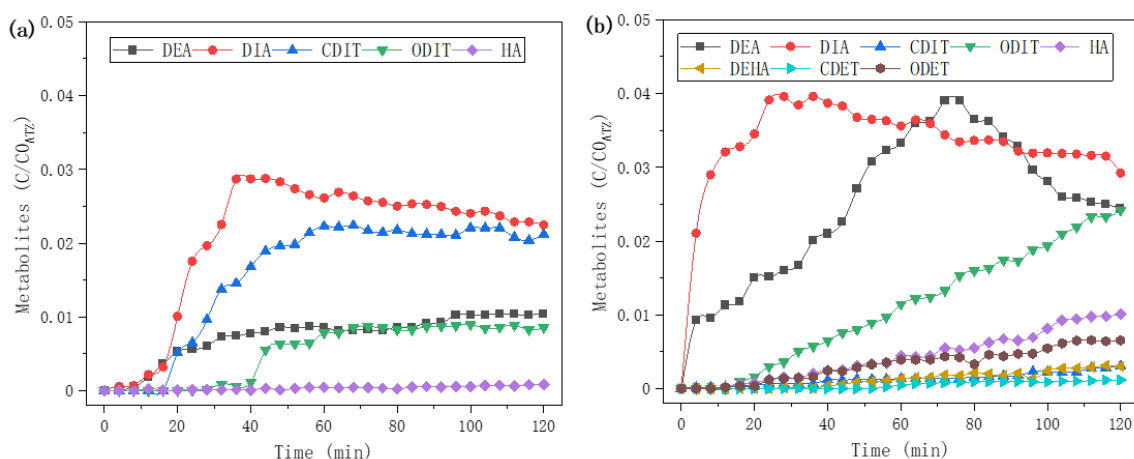 (a)
DEA DIA CDIT ODIT HA
0.05
0.04
0.03
0.02
0.01
0
Metabolites (C/C0ATZ)
0 20 40 60 80 100 120
Time (min)
(b)
DEA DIA CDIT ODIT HA
DEHA CDET ODET
0.05
0.04
0.03
0.02
0.01
0
Metabolites (C/C0ATZ)
0 20 40 60 80 100 120
Time (min)